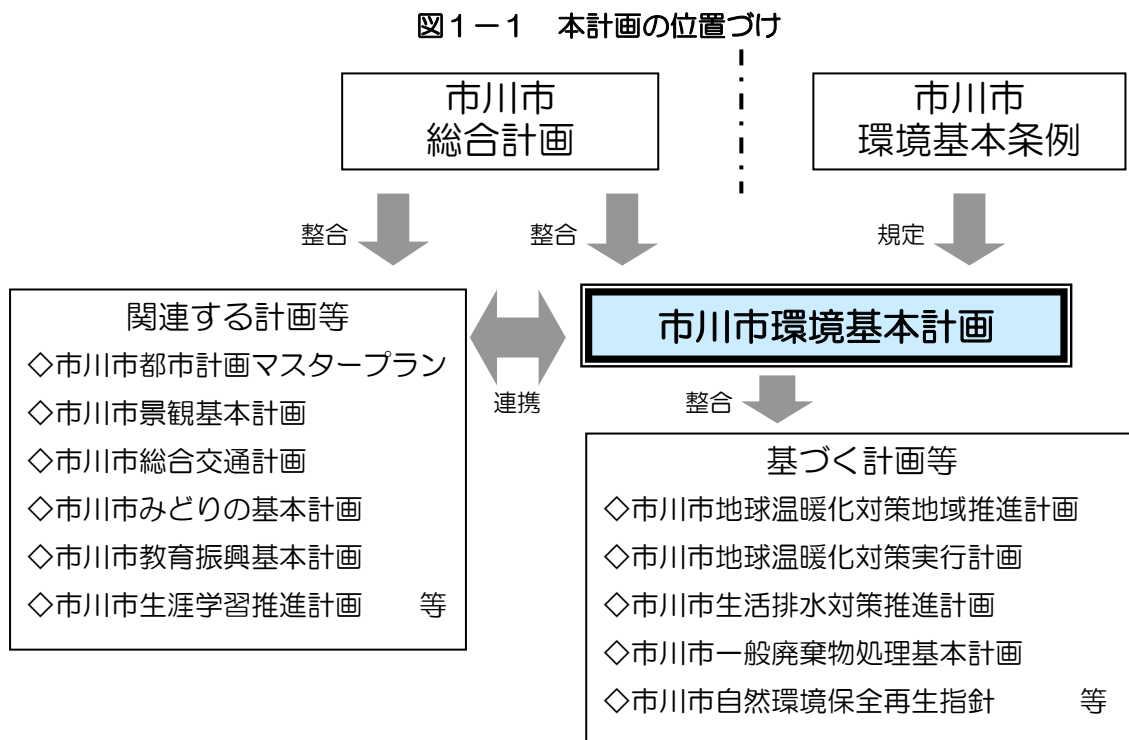 図1－1　本計画の位置づけ
市川市
総合計画
市川市
環境基本条例
整合
整合
規定
関連する計画等
◇市川市都市計画マスタープラン
◇市川市景観基本計画
◇市川市総合交通計画
◇市川市みどりの基本計画
◇市川市教育振興基本計画
◇市川市生涯学習推進計画　等
連携
市川市環境基本計画
整合
基づく計画等
◇市川市地球温暖化対策地域推進計画
◇市川市地球温暖化対策実行計画
◇市川市生活排水対策推進計画
◇市川市一般廃棄物処理基本計画
◇市川市自然環境保全再生指針　等